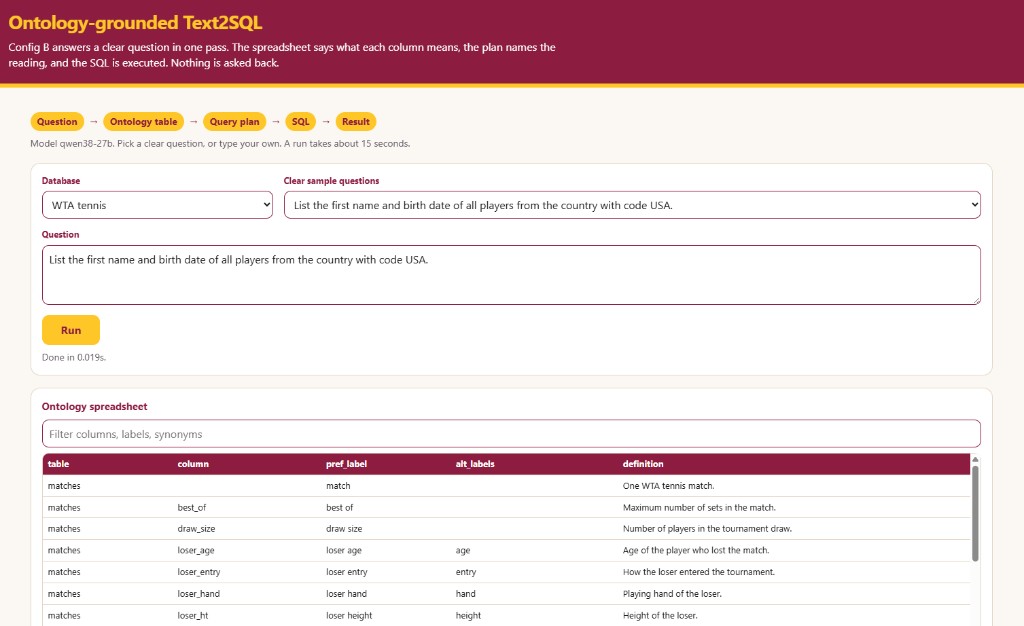 Ontology-grounded Text2SQL
Config B answers a clear question in one pass. The spreadsheet says what each column means, the plan names the
reading, and the SQL is executed. Nothing is asked back.
Question → Ontology table → Query plan → SQL → Result
Model qwen38-27b. Pick a clear question, or type your own. A run takes about 15 seconds.
Database Clear sample questions
WTA tennis List the first name and birth date of all players from the country with code USA.
Question
List the first name and birth date of all players from the country with code USA.
Run
Done in 0.019s.
Ontology spreadsheet
Filter columns, labels, synonyms
table column pref_label alt_labels definition
matches match One WTA tennis match.
matches best_of best of Maximum number of sets in the match.
matches draw_size draw size Number of players in the tournament draw.
matches loser_age loser age age Age of the player who lost the match.
matches loser_entry loser entry entry How the loser entered the tournament.
matches loser_hand loser hand hand Playing hand of the loser.
matches loser_ht loser height height Height of the loser.